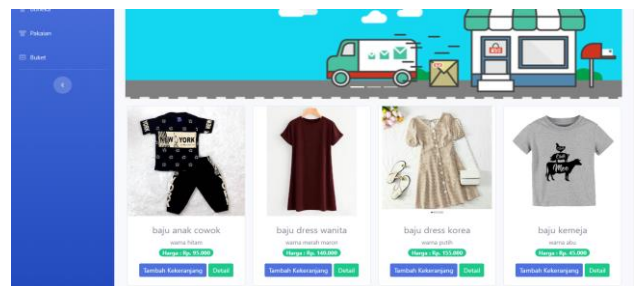 Pakaian
Buket
NEW YORK
baju anak cowok
warna hitam
Harga : Rp. 95.000
Tambah Kekeranjang
Detail
baju dress wanita
warna merah maron
Harga : Rp. 140.000
Tambah Kekeranjang
Detail
baju dress korea
warna putih
Harga : Rp. 155.000
Tambah Kekeranjang
Detail
baju kemeja
warna abu
Harga : Rp. 45.000
Tambah Kekeranjang
Detail